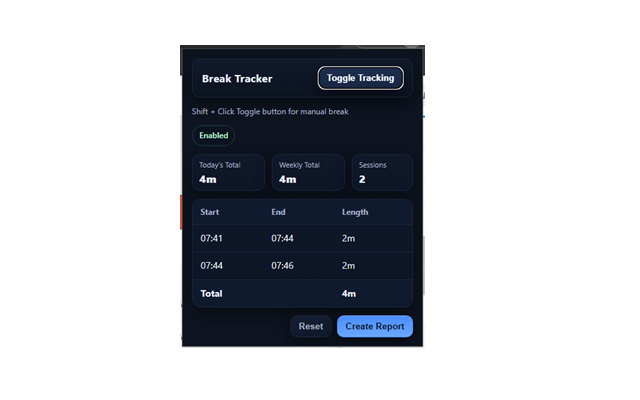 Break Tracker
Toggle Tracking
Shift + Click Toggle button for manual break
Enabled
Today's Total Weekly Total Sessions
4m 4m 2
Start End Length
07:41 07:44 2m
07:44 07:46 2m
Total 4m
Reset Create Report